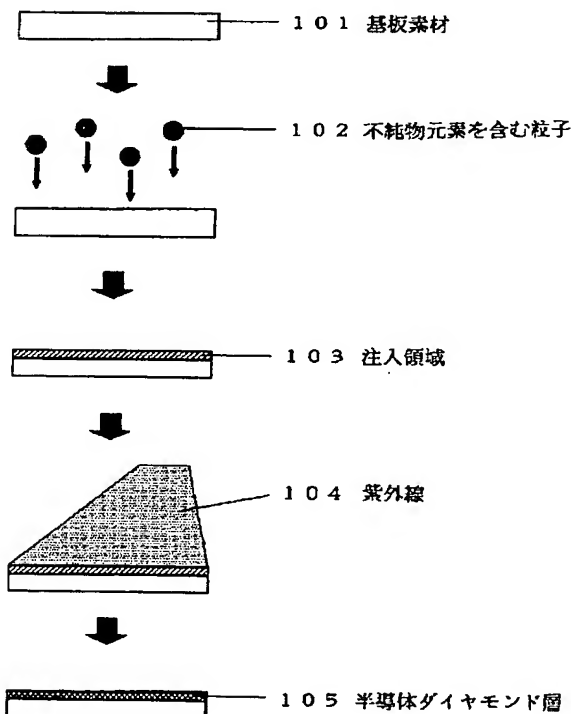 101 基板素材
102 不純物元素を含む粒子
103 注入領域
104 紫外線
105 半導体ダイヤモンド層